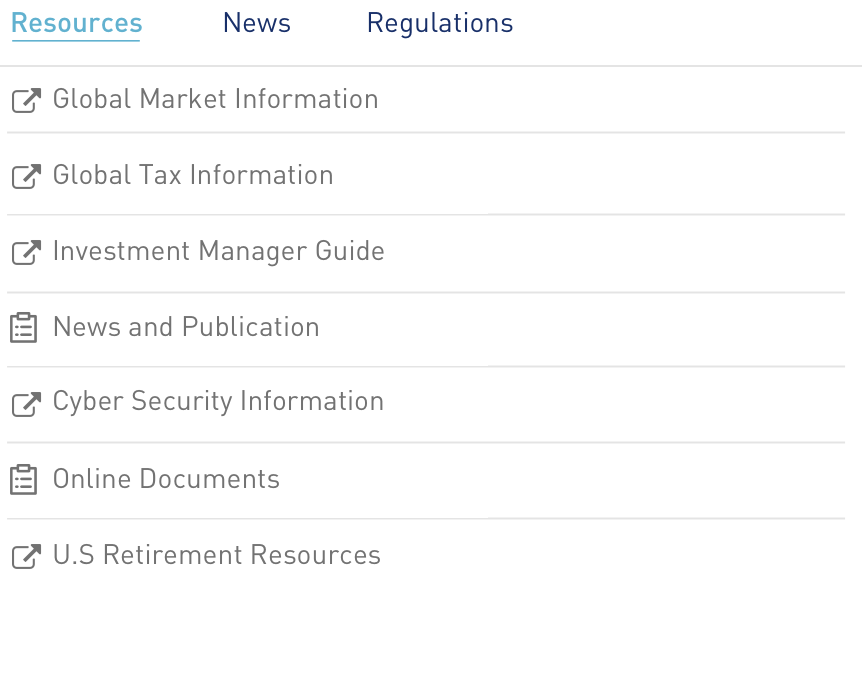 Resources News Regulations
Global Market Information
Global Tax Information
Investment Manager Guide
News and Publication
Cyber Security Information
Online Documents
U.S Retirement Resources